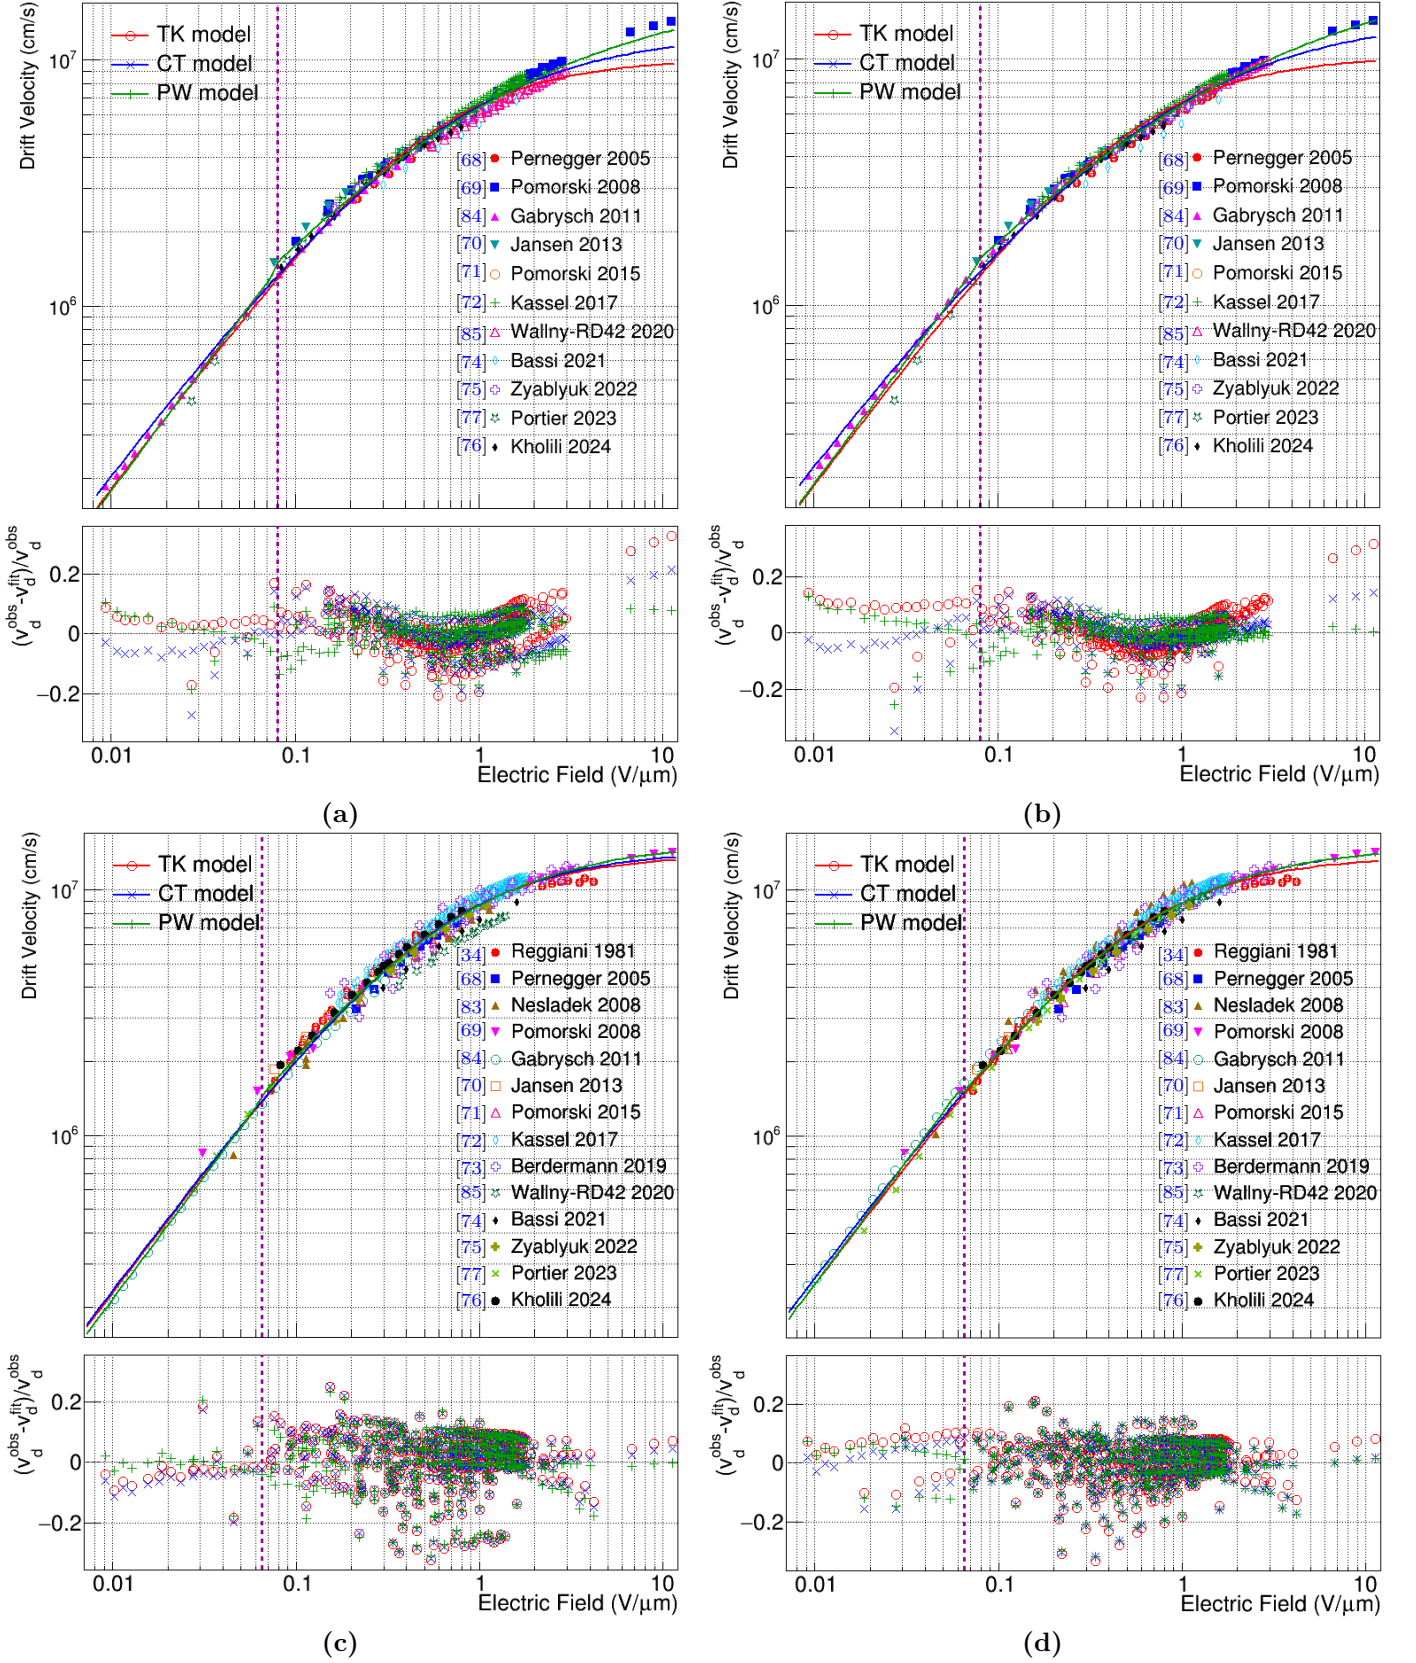 Drift Velocity (cm/s)
10^7
10^6
TK model
CT model
PW model
[68] Pernegger 2005
[69] Pomorski 2008
[84] Gabrysch 2011
[70] Jansen 2013
[71] Pomorski 2015
[72] Kassel 2017
[85] Wallny-RD42 2020
[74] Bassi 2021
[75] Zyablyuk 2022
[77] Portier 2023
[76] Kholili 2024
(v_d^obs-v_d^fit)/v_d^obs
0.2
0
−0.2
0.01 0.1 1 10
Electric Field (V/μm)
(a)
Drift Velocity (cm/s)
10^7
10^6
TK model
CT model
PW model
[68] Pernegger 2005
[69] Pomorski 2008
[84] Gabrysch 2011
[70] Jansen 2013
[71] Pomorski 2015
[72] Kassel 2017
[85] Wallny-RD42 2020
[74] Bassi 2021
[75] Zyablyuk 2022
[77] Portier 2023
[76] Kholili 2024
(v_d^obs-v_d^fit)/v_d^obs
0.2
0
−0.2
0.01 0.1 1 10
Electric Field (V/μm)
(b)
Drift Velocity (cm/s)
10^7
10^6
TK model
CT model
PW model
[34] Reggiani 1981
[68] Pernegger 2005
[83] Nesladek 2008
[69] Pomorski 2008
[84] Gabrysch 2011
[70] Jansen 2013
[71] Pomorski 2015
[72] Kassel 2017
[73] Berdermann 2019
[85] Wallny-RD42 2020
[74] Bassi 2021
[75] Zyablyuk 2022
[77] Portier 2023
[76] Kholili 2024
(v_d^obs-v_d^fit)/v_d^obs
0.2
0
−0.2
0.01 0.1 1 10
Electric Field (V/μm)
(c)
Drift Velocity (cm/s)
10^7
10^6
TK model
CT model
PW model
[34] Reggiani 1981
[68] Pernegger 2005
[83] Nesladek 2008
[69] Pomorski 2008
[84] Gabrysch 2011
[70] Jansen 2013
[71] Pomorski 2015
[72] Kassel 2017
[73] Berdermann 2019
[85] Wallny-RD42 2020
[74] Bassi 2021
[75] Zyablyuk 2022
[77] Portier 2023
[76] Kholili 2024
(v_d^obs-v_d^fit)/v_d^obs
0.2
0
−0.2
0.01 0.1 1 10
Electric Field (V/μm)
(d)